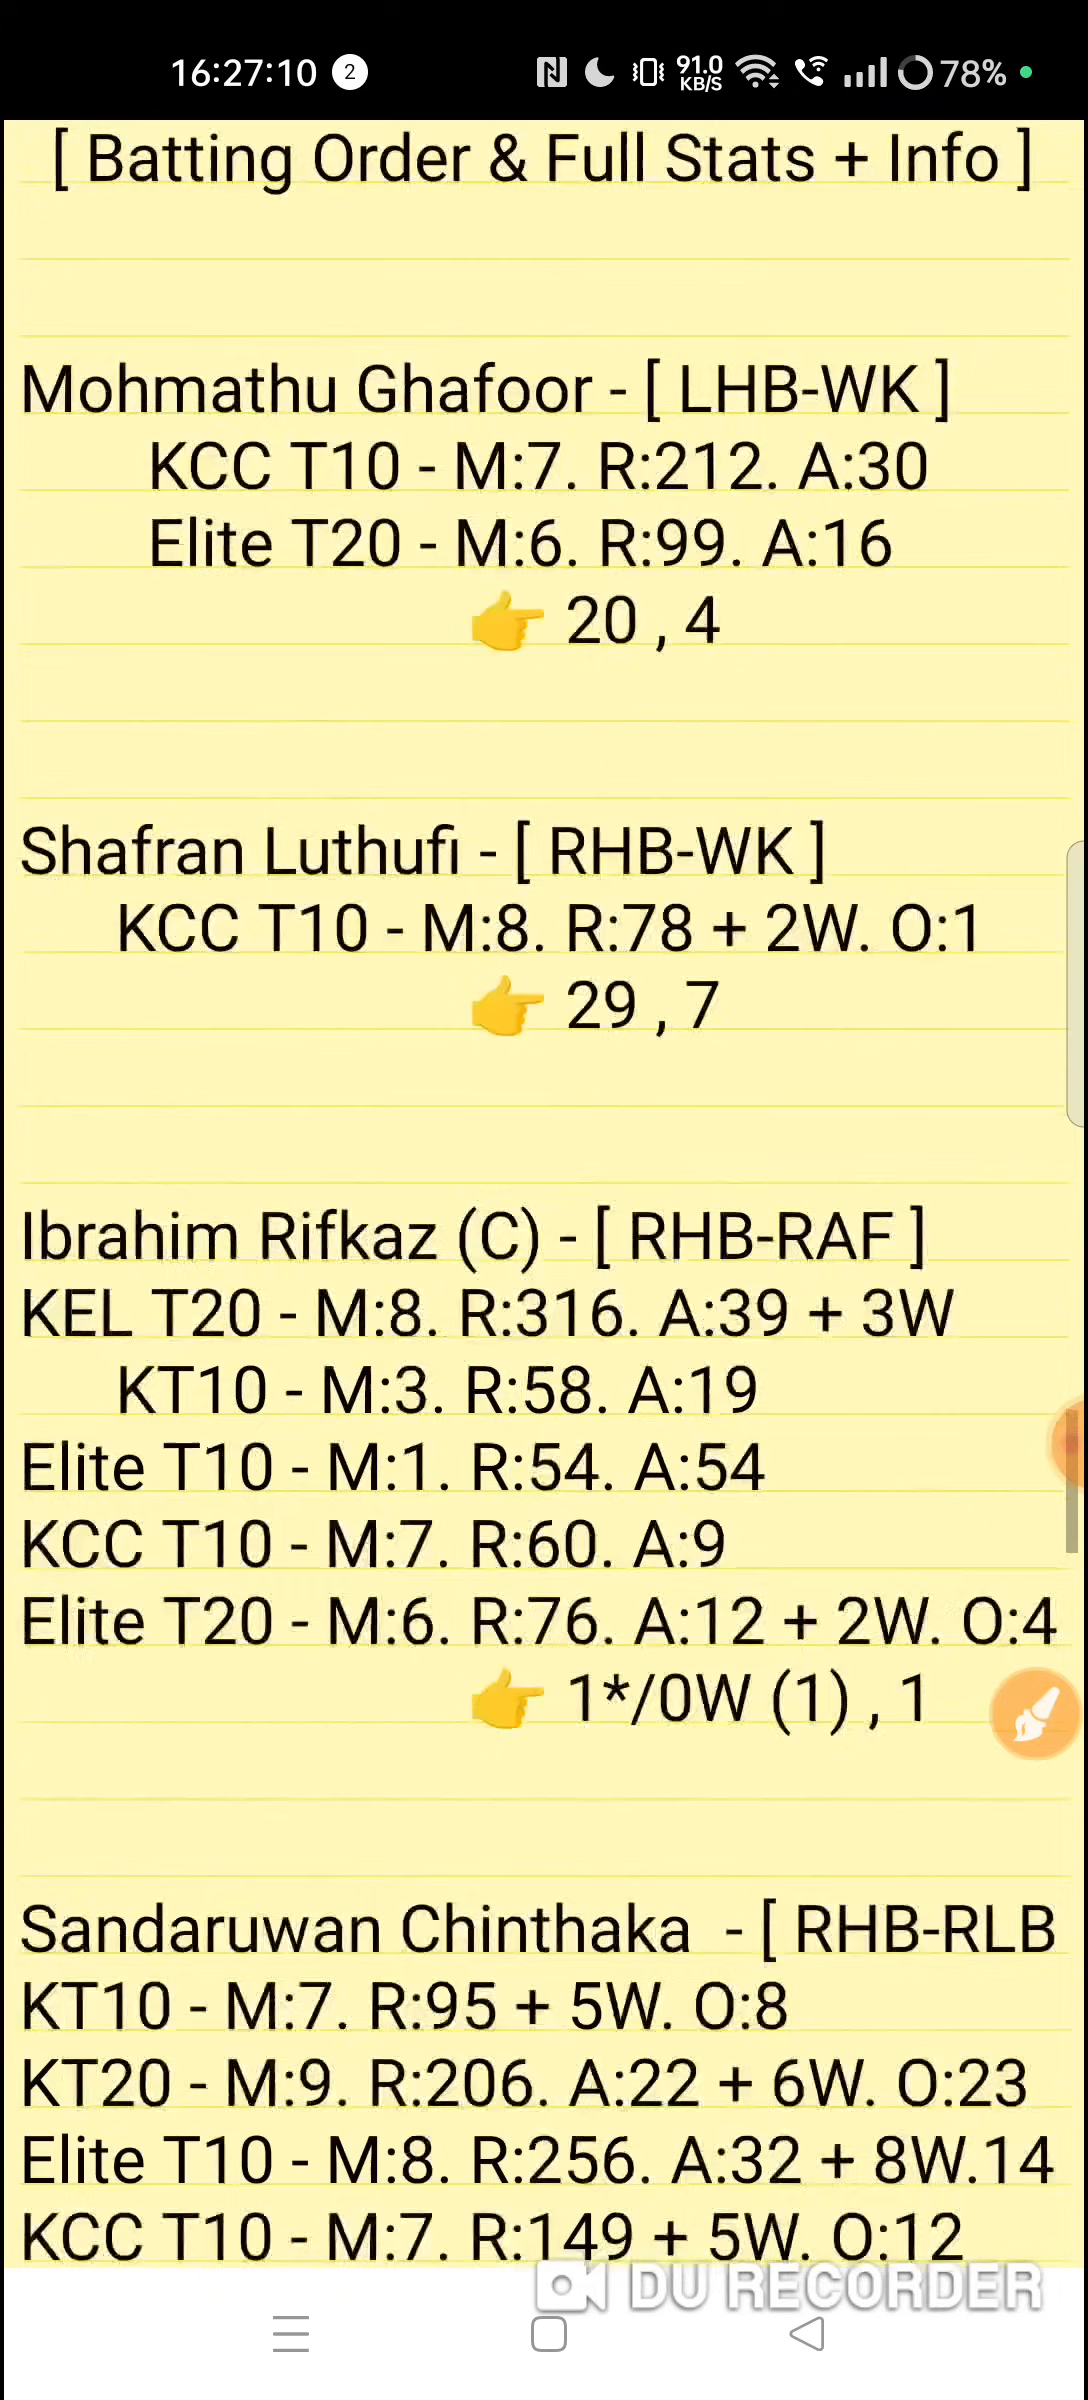 16:27:10 2 91.0 KB/S 78%
[ Batting Order & Full Stats + Info ]
Mohmathu Ghafoor - [ LHB-WK ]
KCC T10 - M:7. R:212. A:30
Elite T20 - M:6. R:99. A:16
👉 20 , 4
Shafran Luthufi - [ RHB-WK ]
KCC T10 - M:8. R:78 + 2W. O:1
👉 29 , 7
Ibrahim Rifkaz (C) - [ RHB-RAF ]
KEL T20 - M:8. R:316. A:39 + 3W
KT10 - M:3. R:58. A:19
Elite T10 - M:1. R:54. A:54
KCC T10 - M:7. R:60. A:9
Elite T20 - M:6. R:76. A:12 + 2W. O:4
👉 1*/0W (1) , 1
Sandaruwan Chinthaka - [ RHB-RLB
KT10 - M:7. R:95 + 5W. O:8
KT20 - M:9. R:206. A:22 + 6W. O:23
Elite T10 - M:8. R:256. A:32 + 8W.14
KCC T10 - M:7. R:149 + 5W. O:12
DU RECORDER